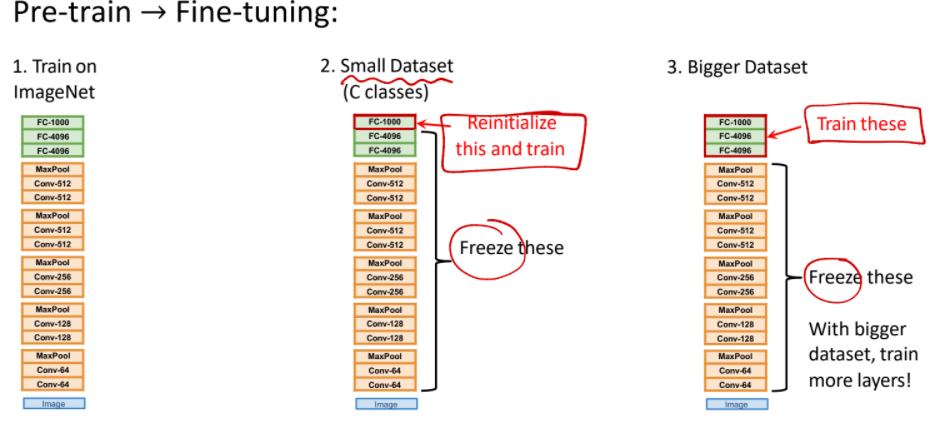 Pre-train → Fine-tuning:
1. Train on
ImageNet
FC-1000
FC-4096
FC-4096
MaxPool
Conv-512
Conv-512
MaxPool
Conv-512
Conv-512
MaxPool
Conv-256
Conv-256
MaxPool
Conv-128
Conv-128
MaxPool
Conv-64
Conv-64
Image
2. Small Dataset
(C classes)
FC-1000
FC-4096
FC-4096
MaxPool
Conv-512
Conv-512
MaxPool
Conv-512
Conv-512
MaxPool
Conv-256
Conv-256
MaxPool
Conv-128
Conv-128
MaxPool
Conv-64
Conv-64
Image
Reinitialize
this and train
Freeze these
3. Bigger Dataset
FC-1000
FC-4096
FC-4096
MaxPool
Conv-512
Conv-512
MaxPool
Conv-512
Conv-512
MaxPool
Conv-256
Conv-256
MaxPool
Conv-128
Conv-128
MaxPool
Conv-64
Conv-64
Image
Train these
Freeze these
With bigger
dataset, train
more layers!